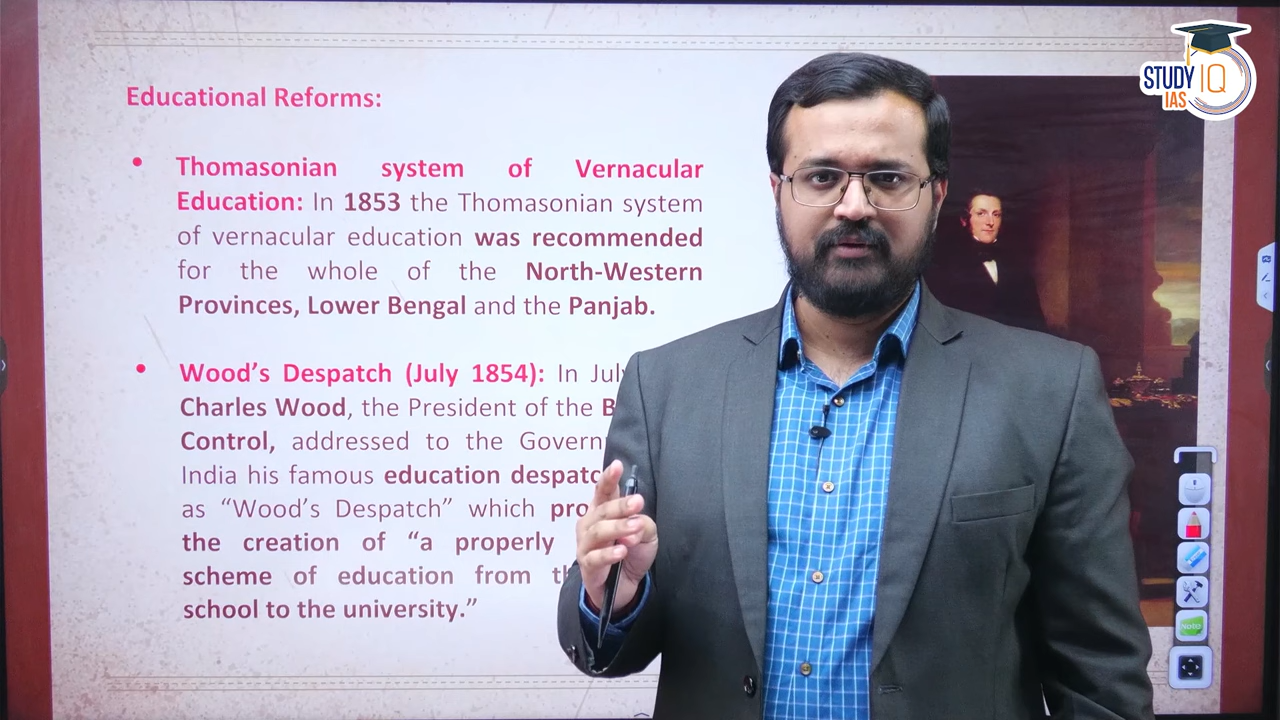 STUDY IQ
IAS
Educational Reforms:
• Thomasonian system of Vernacular
Education: In 1853 the Thomasonian system
of vernacular education was recommended
for the whole of the North-Western
Provinces, Lower Bengal and the Panjab.
• Wood’s Despatch (July 1854): In July
Charles Wood, the President of the B
Control, addressed to the Govern
India his famous education despatc
as “Wood’s Despatch” which pro
the creation of “a properly
scheme of education from th
school to the university.”
NOTE